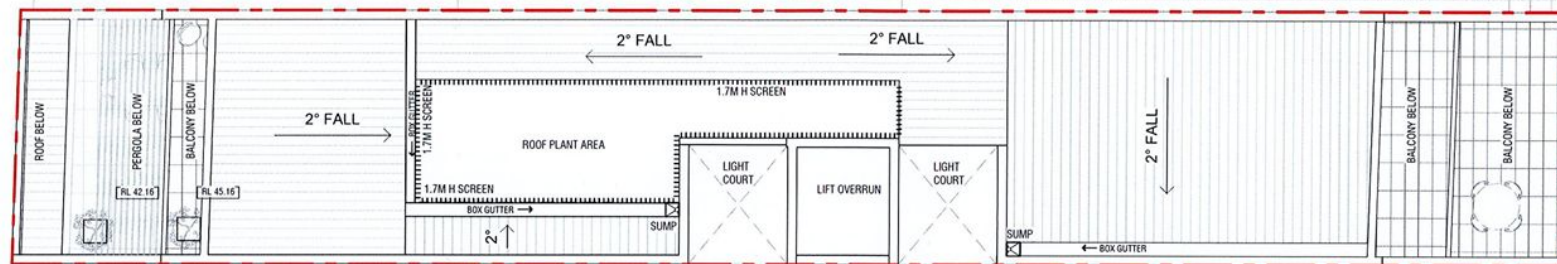 2° FALL
2° FALL
1.7M H SCREEN
ROOF BELOW
PERGOLA BELOW
BALCONY BELOW
2° FALL
BOX GUTTER
1.7M H SCREEN
ROOF PLANT AREA
2° FALL
BALCONY BELOW
BALCONY BELOW
LIGHT
COURT
LIFT OVERRUN
LIGHT
COURT
RL 42.16
RL 45.16
1.7M H SCREEN
BOX GUTTER
SUMP
2°
SUMP
BOX GUTTER